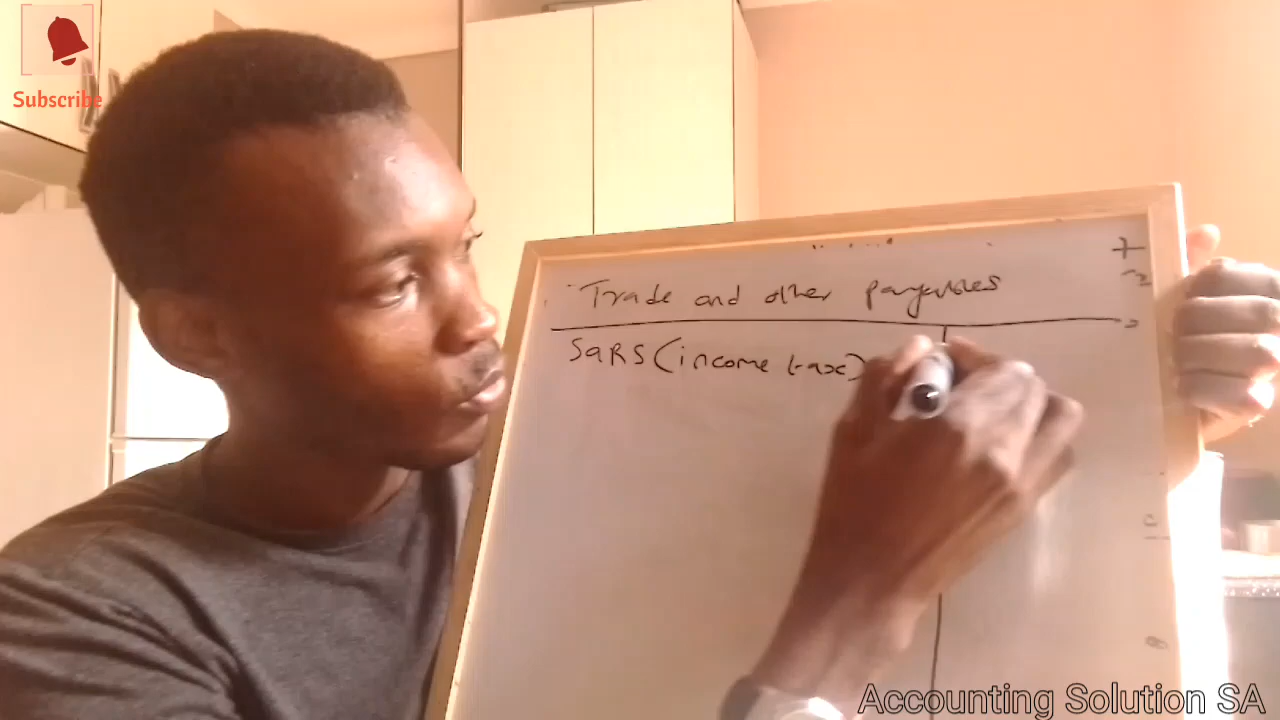 Subscribe
Trade and other payables
SaRS (income tax)
Accounting Solution SA